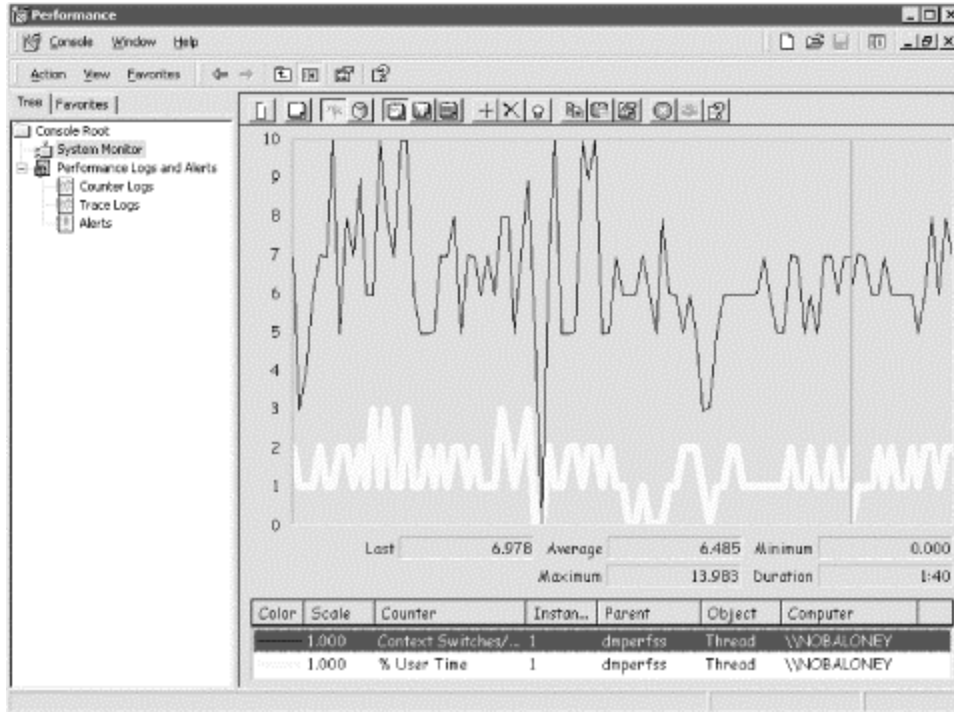 Performance
Console Window Help
Action View Favorites
Tree Favorites
Console Root
System Monitor
Performance Logs and Alerts
Counter Logs
Trace Logs
Alerts
10
9
8
7
6
5
4
3
2
1
0
Last 6.978 Average 6.485 Minimum 0.000
Maximum 13.983 Duration 1:40
Color Scale Counter Instan... Parent Object Computer
1.000 Context Switches/... 1 dmperfss Thread \\NOBALONEY
1.000 % User Time 1 dmperfss Thread \\NOBALONEY